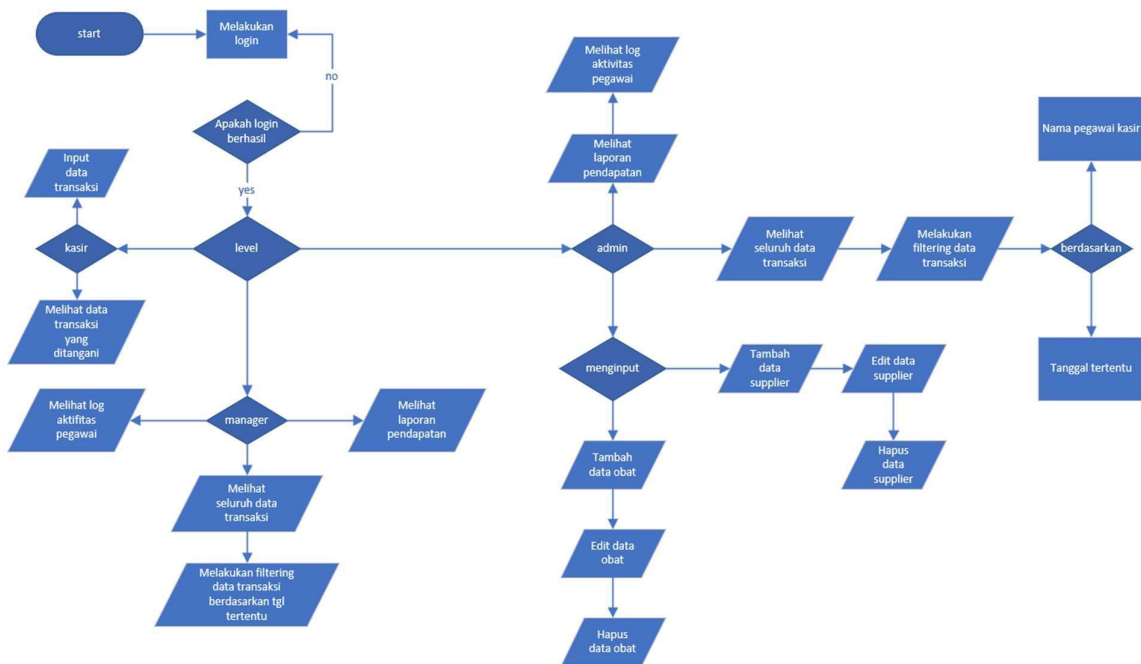 start
Melakukan
login
no
Apakah login
berhasil
yes
Input
data
transaksi
kasir
level
Melihat data
transaksi
yang
ditangani
Melihat log
aktifitas
pegawai
manager
Melihat
laporan
pendapatan
Melihat
seluruh data
transaksi
Melakukan filtering
data transaksi
berdasarkan tgl
tertentu
Melihat log
aktivitas
pegawai
Melihat
laporan
pendapatan
admin
Melihat
seluruh data
transaksi
Melakukan
filtering data
transaksi
berdasarkan
Nama pegawai kasir
Tanggal tertentu
menginput
Tambah
data
supplier
Edit data
supplier
Hapus
data
supplier
Tambah
data obat
Edit data
obat
Hapus
data obat